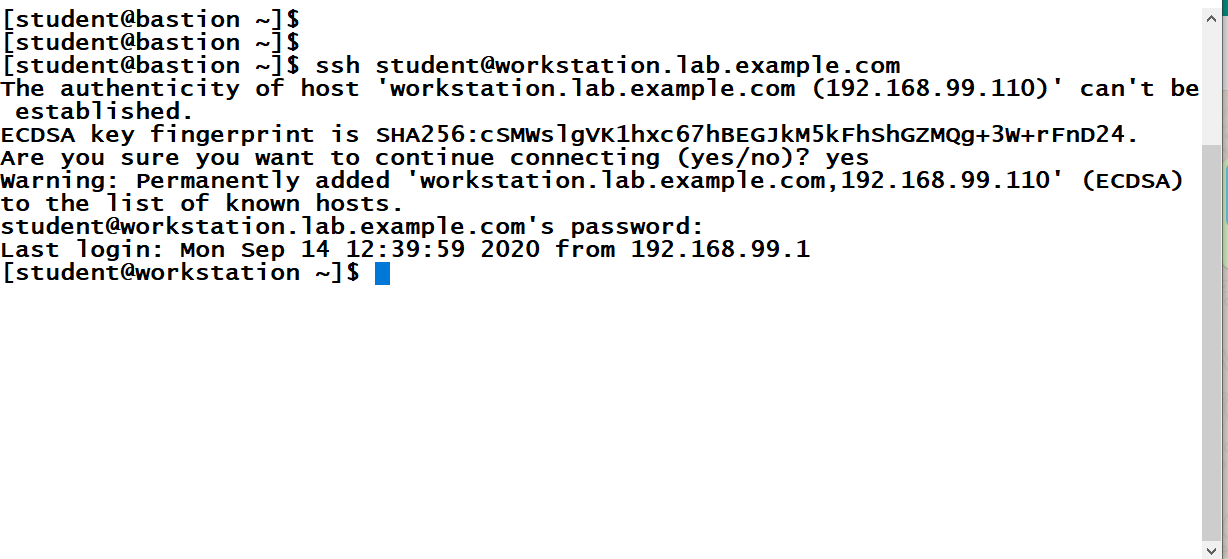 [student@bastion ~]$
[student@bastion ~]$
[student@bastion ~]$ ssh student@workstation.lab.example.com
The authenticity of host 'workstation.lab.example.com (192.168.99.110)' can't be
 established.
ECDSA key fingerprint is SHA256:cSMWslgVK1hxc67hBEGJkM5kFhShGZMQg+3W+rFnD24.
Are you sure you want to continue connecting (yes/no)? yes
Warning: Permanently added 'workstation.lab.example.com,192.168.99.110' (ECDSA)
to the list of known hosts.
student@workstation.lab.example.com's password:
Last login: Mon Sep 14 12:39:59 2020 from 192.168.99.1
[student@workstation ~]$